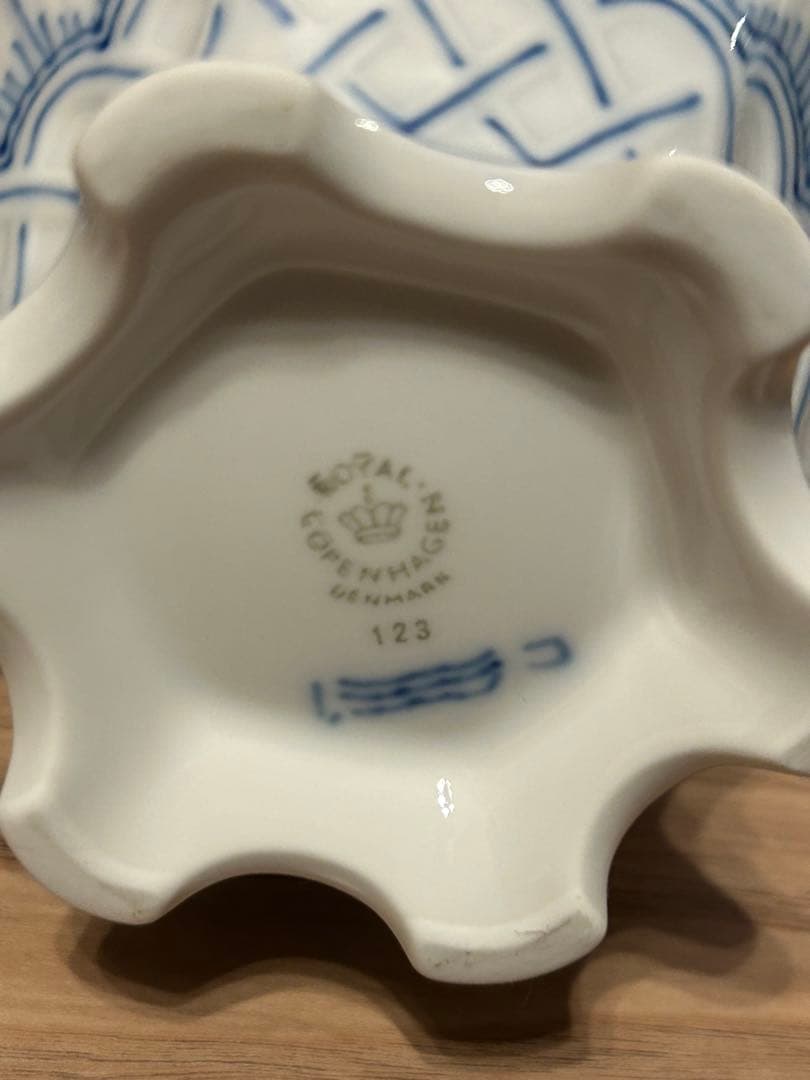 ROYAL
COPENHAGEN
DENMARK
123